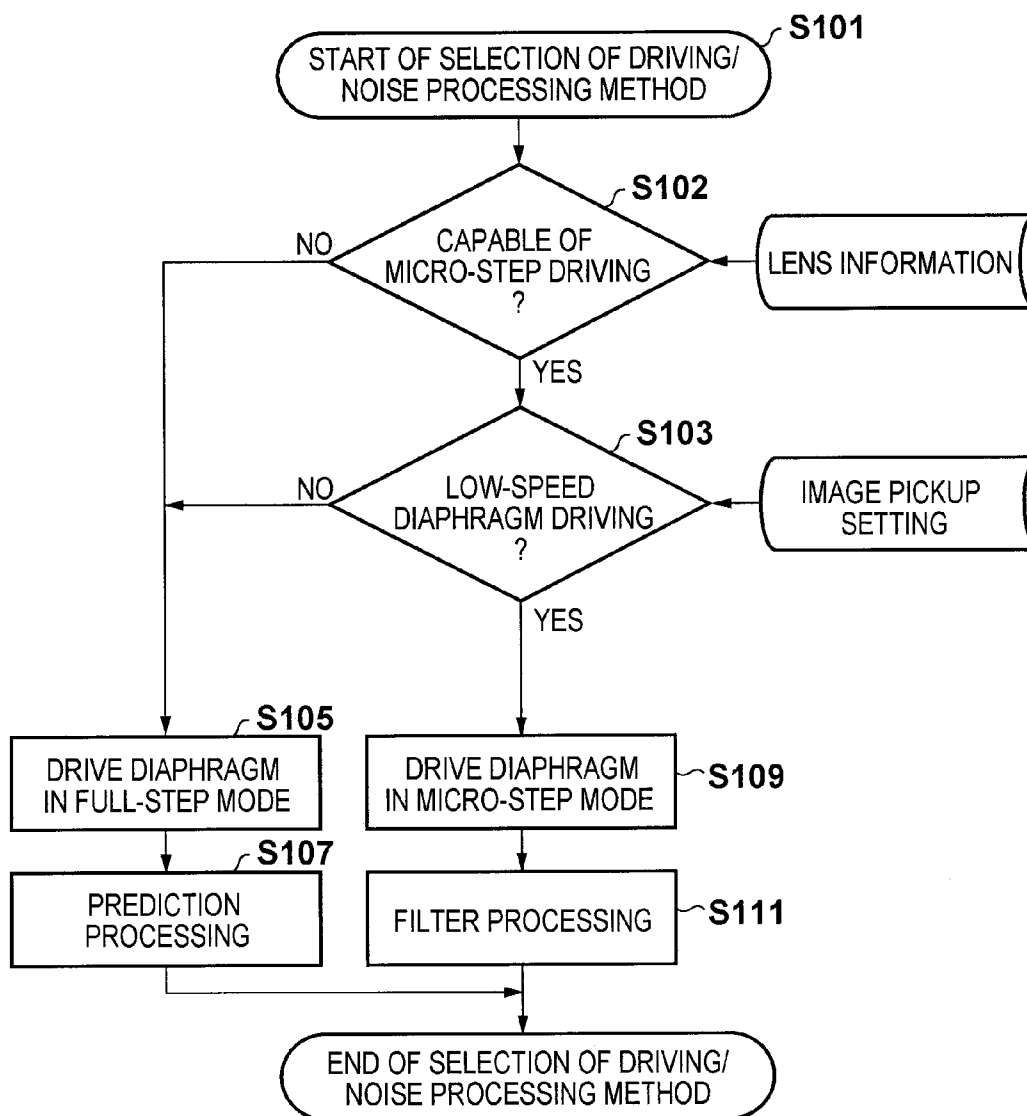 S101
START OF SELECTION OF DRIVING/
NOISE PROCESSING METHOD
S102
NO
CAPABLE OF
MICRO-STEP DRIVING
?
LENS INFORMATION
YES
S103
NO
LOW-SPEED
DIAPHRAGM DRIVING
?
IMAGE PICKUP
SETTING
YES
S105
DRIVE DIAPHRAGM
IN FULL-STEP MODE
DRIVE DIAPHRAGM
IN MICRO-STEP MODE
S109
S107
PREDICTION
PROCESSING
FILTER PROCESSING
S111
END OF SELECTION OF DRIVING/
NOISE PROCESSING METHOD